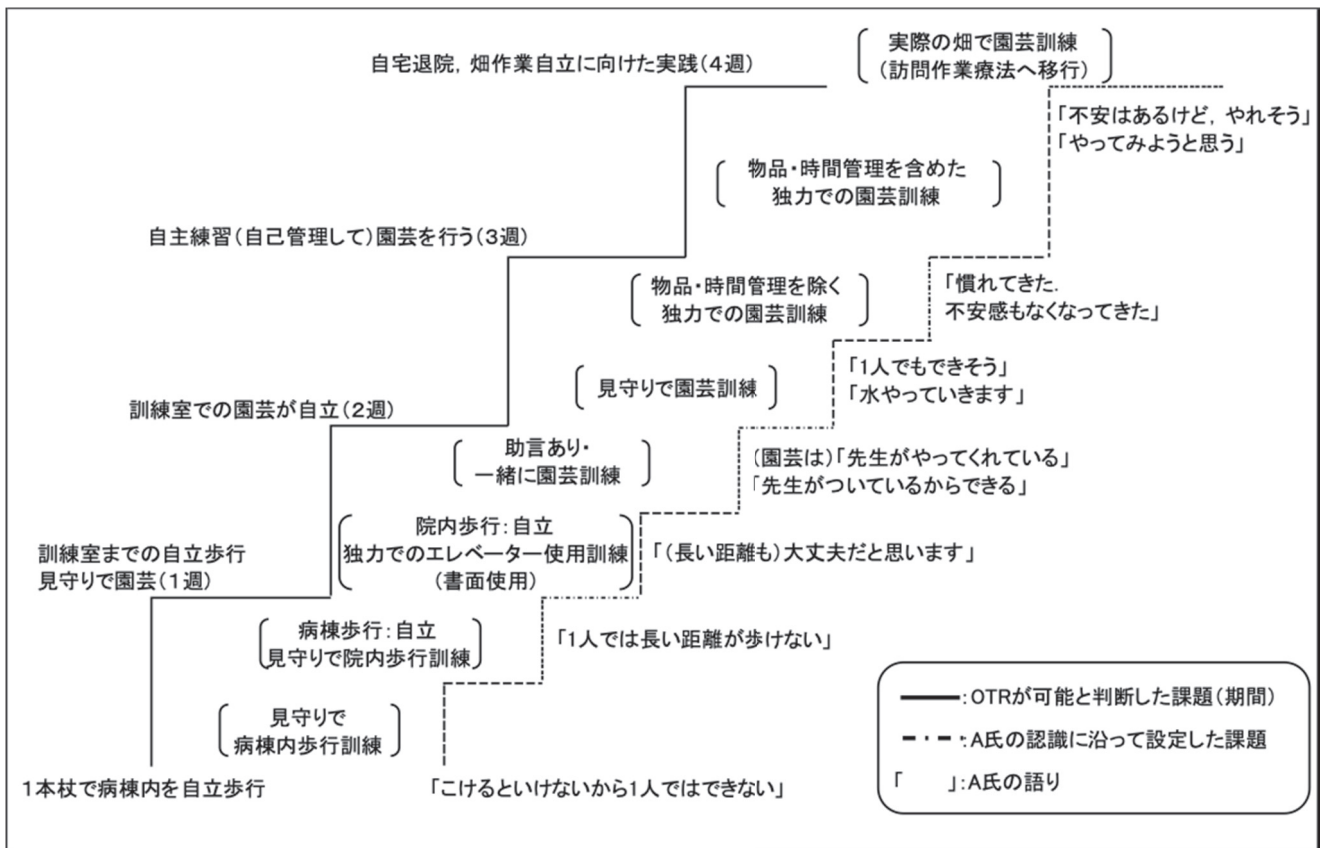 実際の畑で園芸訓練
(訪問作業療法へ移行)
自宅退院，畑作業自立に向けた実践(4週)
「不安はあるけど，やれそう」
「やってみようと思う」
物品・時間管理を含めた
独力での園芸訓練
自主練習(自己管理して)園芸を行う(3週)
「慣れてきた．
不安感もなくなってきた」
物品・時間管理を除く
独力での園芸訓練
「1人でもできそう」
「水やっていきます」
見守りで園芸訓練
訓練室での園芸が自立(2週)
助言あり・
一緒に園芸訓練
(園芸は)「先生がやってくれている」
「先生がついているからできる」
院内歩行：自立
独力でのエレベーター使用訓練
(書面使用)
「(長い距離も)大丈夫だと思います」
訓練室までの自立歩行
見守りで園芸(1週)
病棟歩行：自立
見守りで院内歩行訓練
「1人では長い距離が歩けない」
見守りで
病棟内歩行訓練
1本杖で病棟内を自立歩行
「こけるといけないから1人ではできない」
：OTRが可能と判断した課題(期間)
：A氏の認識に沿って設定した課題
「　　」：A氏の語り